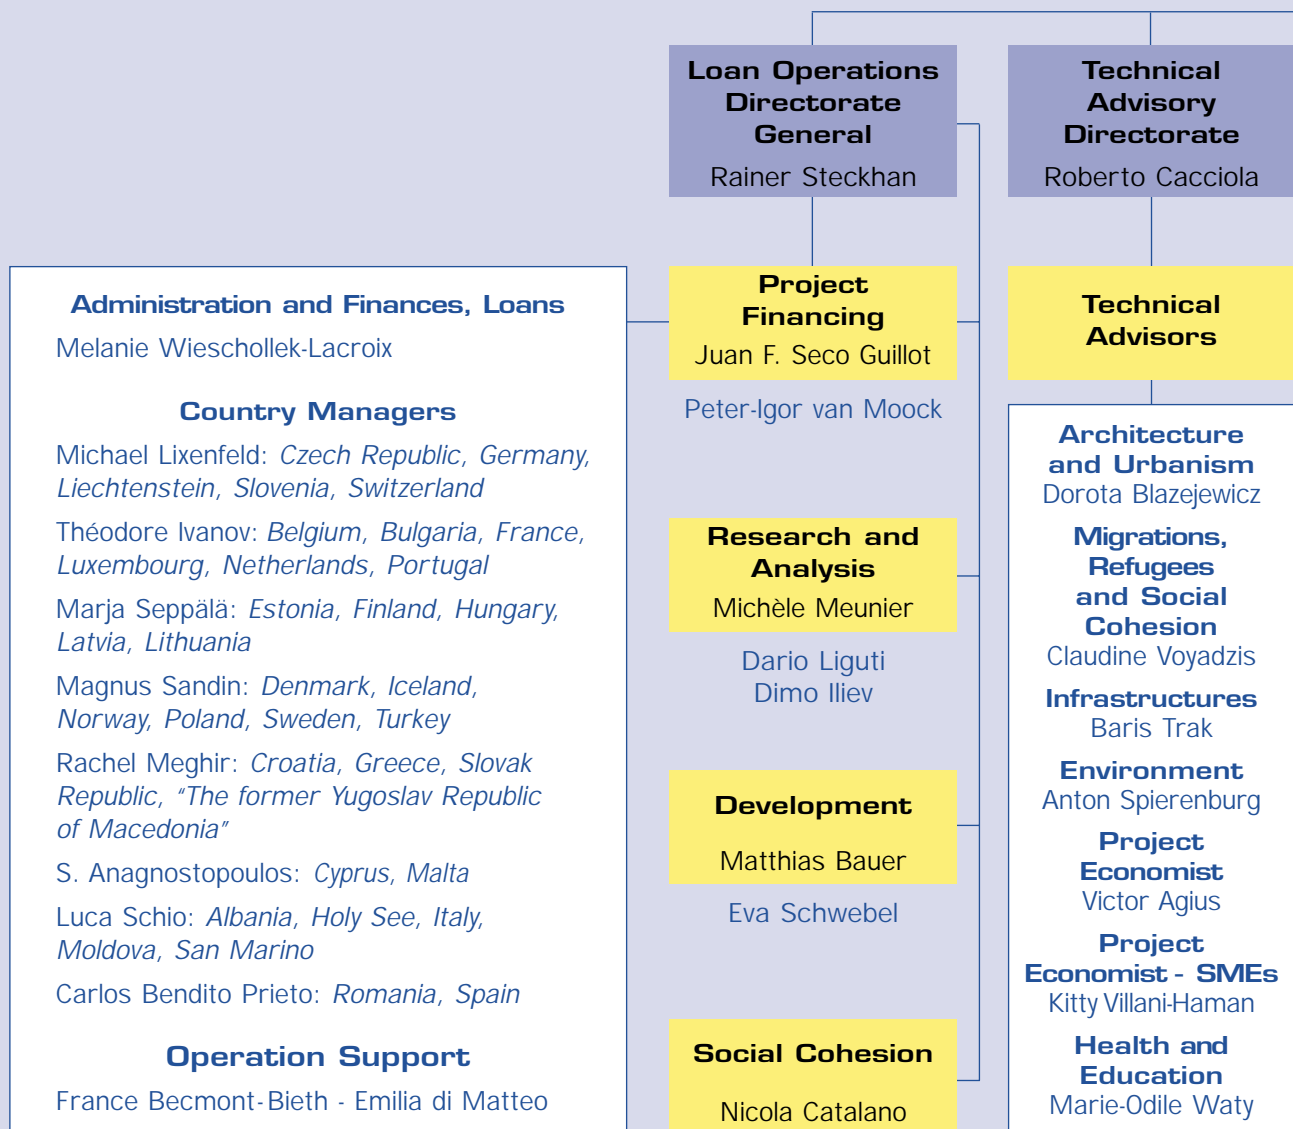 Loan Operations
Directorate
General
Rainer Steckhan
Technical
Advisory
Directorate
Roberto Cacciola
Administration and Finances, Loans
Melanie Wieschollek-Lacroix
Country Managers
Michael Lixenfeld: Czech Republic, Germany,
Liechtenstein, Slovenia, Switzerland
Théodore Ivanov: Belgium, Bulgaria, France,
Luxembourg, Netherlands, Portugal
Marja Seppälä: Estonia, Finland, Hungary,
Latvia, Lithuania
Magnus Sandin: Denmark, Iceland,
Norway, Poland, Sweden, Turkey
Rachel Meghir: Croatia, Greece, Slovak
Republic, “The former Yugoslav Republic
of Macedonia”
S. Anagnostopoulos: Cyprus, Malta
Luca Schio: Albania, Holy See, Italy,
Moldova, San Marino
Carlos Bendito Prieto: Romania, Spain
Operation Support
France Becmont-Bieth - Emilia di Matteo
Project
Financing
Juan F. Seco Guillot
Peter-Igor van Moock
Research and
Analysis
Michèle Meunier
Dario Liguti
Dimo Iliev
Development
Matthias Bauer
Eva Schwebel
Social Cohesion
Nicola Catalano
Technical
Advisors
Architecture
and Urbanism
Dorota Blazejewicz
Migrations,
Refugees
and Social
Cohesion
Claudine Voyadzis
Infrastructures
Baris Trak
Environment
Anton Spierenburg
Project
Economist
Victor Agius
Project
Economist - SMEs
Kitty Villani-Haman
Health and
Education
Marie-Odile Waty